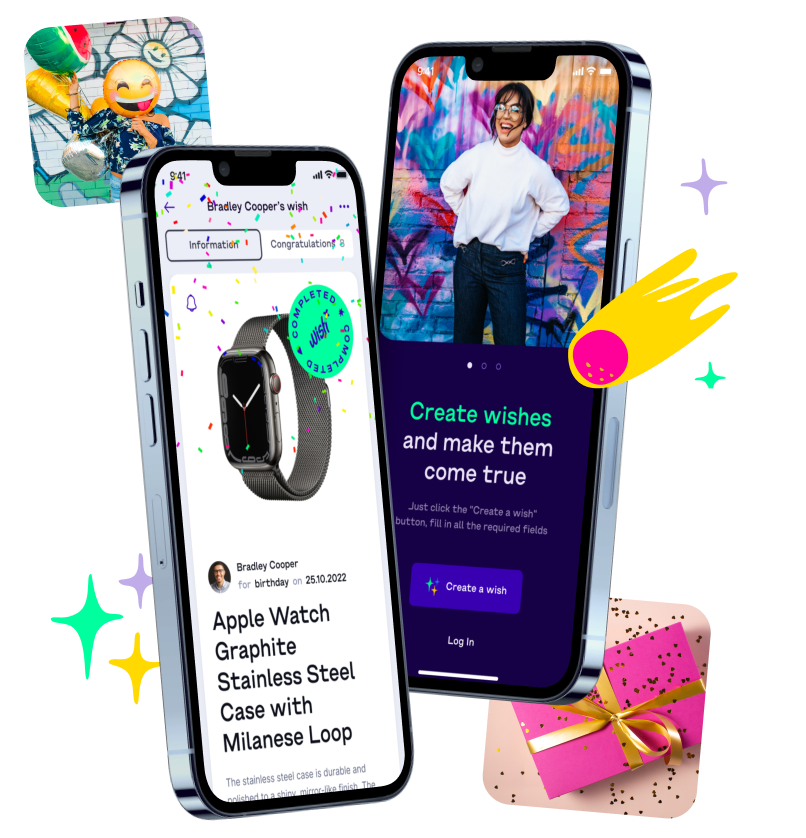 9:41
Bradley Cooper's wish
Information
Congratulations 8
COMPLETED
wish
COMPLETED
Bradley Cooper
for birthday on 25.10.2022
Apple Watch
Graphite
Stainless Steel
Case with
Milanese Loop
The stainless steel case is durable and
polished to a shiny, mirror-like finish. The
9:41
Create wishes
and make them
come true
Just click the "Create a wish"
button, fill in all the required fields
Create a wish
Log In